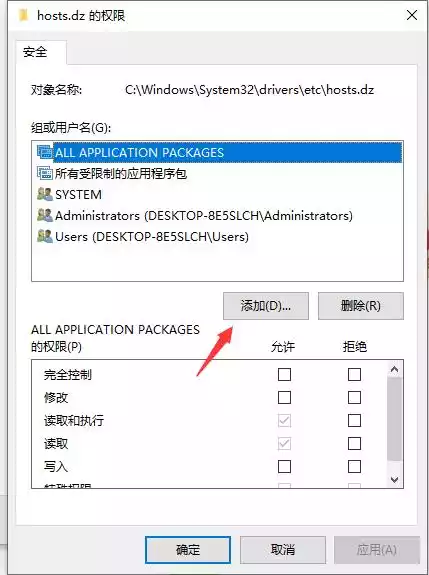 hosts.dz 的权限
安全
对象名称: C:\Windows\System32\drivers\etc\hosts.dz
组或用户名(G):
ALL APPLICATION PACKAGES
所有受限制的应用程序包
SYSTEM
Administrators (DESKTOP-8E5SLCH\Administrators)
Users (DESKTOP-8E5SLCH\Users)
添加(D)... 删除(R)
ALL APPLICATION PACKAGES
的权限(P) 允许 拒绝
完全控制
修改
读取和执行
读取
写入
特殊权限
确定 取消 应用(A)